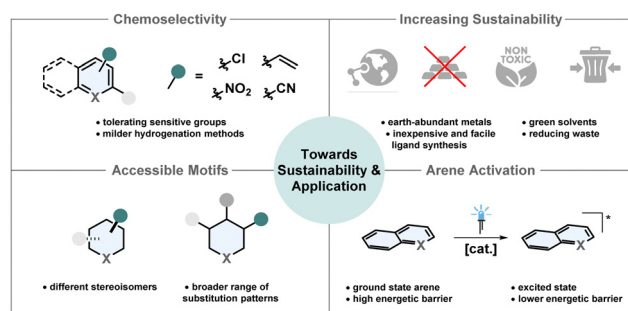 Chemoselectivity
Increasing Sustainability
Cl
NO2
CN
=
X
NON
TOXIC
• tolerating sensitive groups
• milder hydrogenation methods
• earth-abundant metals
• inexpensive and facile
ligand synthesis
• green solvents
• reducing waste
Towards
Sustainability &
Application
Accessible Motifs
Arene Activation
X
X
X
[cat.]
X
*
• different stereoisomers
• broader range of
substitution patterns
• ground state arene
• high energetic barrier
• excited state
• lower energetic barrier